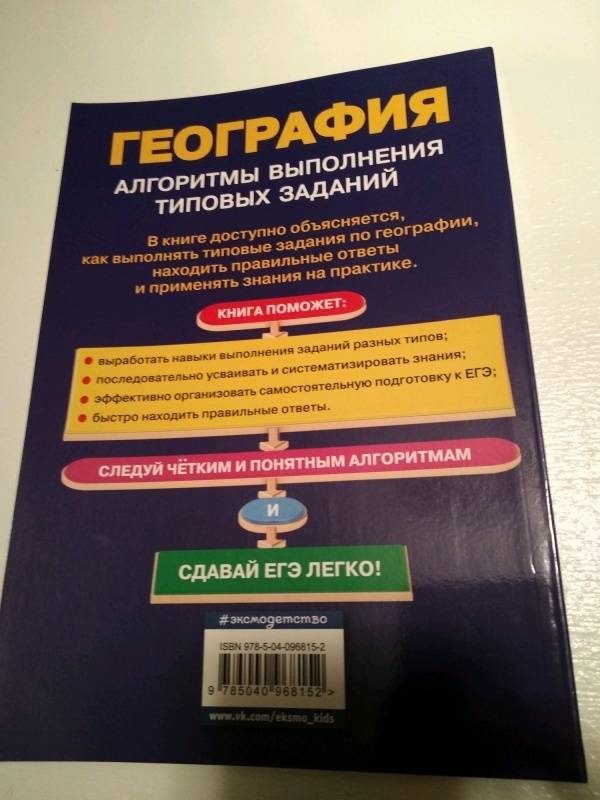 ГЕОГРАФИЯ
АЛГОРИТМЫ ВЫПОЛНЕНИЯ
ТИПОВЫХ ЗАДАНИЙ
В книге доступно объясняется,
как выполнять типовые задания по географии,
находить правильные ответы
и применять знания на практике.
КНИГА ПОМОЖЕТ:
выработать навыки выполнения заданий разных типов;
последовательно усваивать и систематизировать знания;
эффективно организовать самостоятельную подготовку к ЕГЭ;
быстро находить правильные ответы.
СЛЕДУЙ ЧЁТКИМ И ПОНЯТНЫМ АЛГОРИТМАМ
И
СДАВАЙ ЕГЭ ЛЕГКО!
#эксмодетство
ISBN 978-5-04-096815-2
9 785040 968152 >
www.vk.com/eksmo_kids